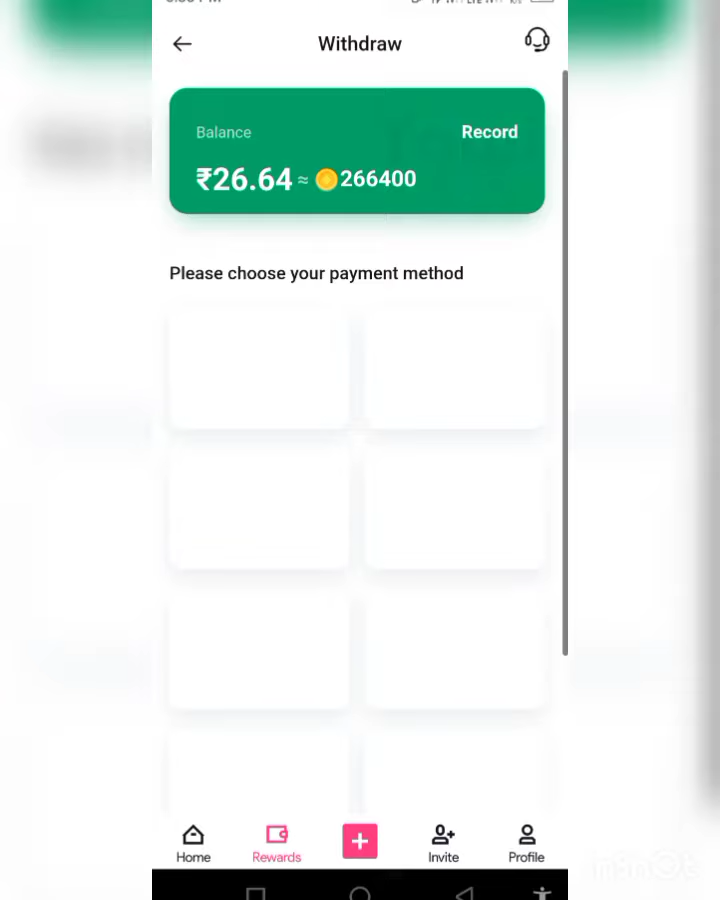 Withdraw
Balance
Record
₹26.64 ≈ 266400
Please choose your payment method
Home
Rewards
Invite
Profile